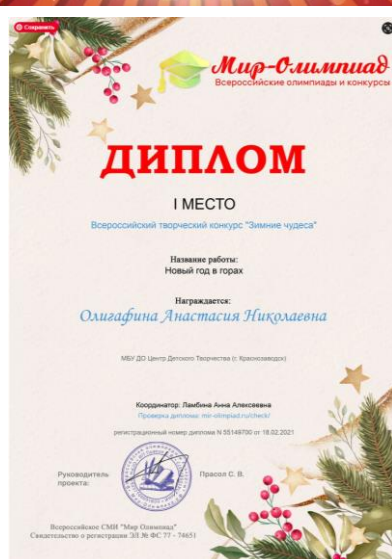 Сохранить
Мир-Олимпиад
Всероссийские олимпиады и конкурсы
ДИПЛОМ
I МЕСТО
Всероссийский творческий конкурс "Зимние чудеса"
Название работы:
Новый год в горах
Награждается:
Олигафина Анастасия Николаевна
МБУ ДО Центр Детского Творчества (г. Краснозаводск)
Координатор: Ламбина Анна Алексеевна
Проверка диплома: mir-olimpiad.ru/check/
регистрационный номер диплома N 55149700 от 18.02.2021
Руководитель проекта:
Прасол С. В.
Всероссийское СМИ "Мир Олимпиад"
Свидетельство о регистрации ЭЛ № ФС 77 - 74651